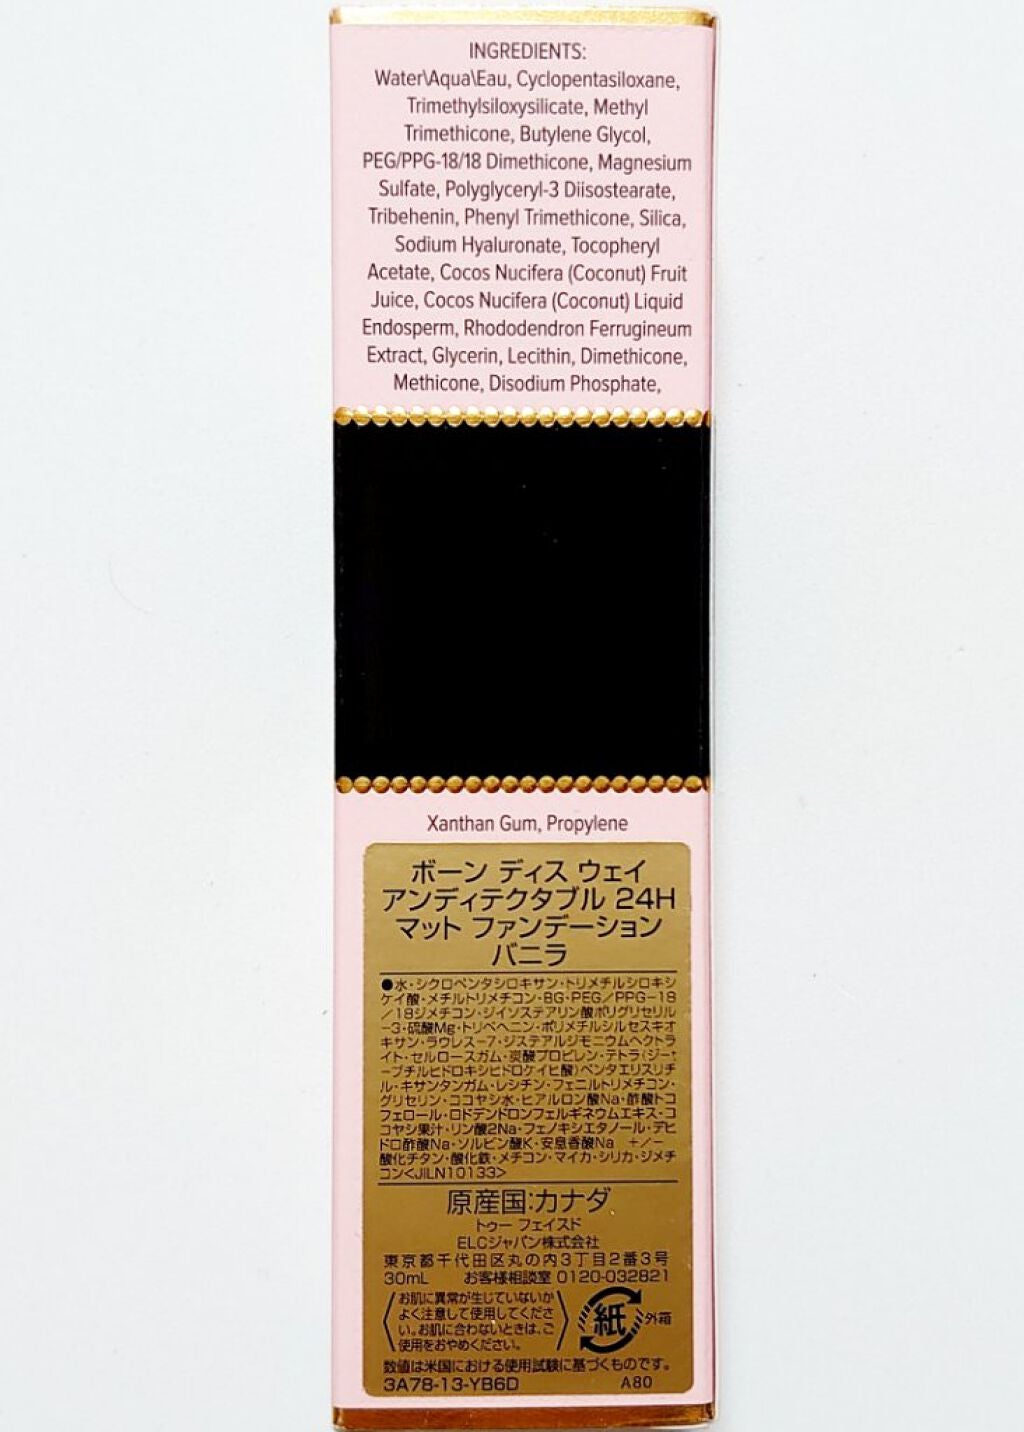 INGREDIENTS:
Water\Aqua\Eau, Cyclopentasiloxane,
Trimethylsiloxysilicate, Methyl
Trimethicone, Butylene Glycol,
PEG/PPG-18/18 Dimethicone, Magnesium
Sulfate, Polyglyceryl-3 Diisostearate,
Tribehenin, Phenyl Trimethicone, Silica,
Sodium Hyaluronate, Tocopheryl
Acetate, Cocos Nucifera (Coconut) Fruit
Juice, Cocos Nucifera (Coconut) Liquid
Endosperm, Rhododendron Ferrugineum
Extract, Glycerin, Lecithin, Dimethicone,
Methicone, Disodium Phosphate,
Xanthan Gum, Propylene
ボーン ディス ウェイ
アンディテクタブル 24H
マット ファンデーション
バニラ
●水・シクロペンタシロキサン・トリメチルシロキシ
ケイ酸・メチルトリメチコン・BG・PEG/PPG-18
/18ジメチコン・ジイソステアリン酸ポリグリセリル
-3・硫酸Mg・トリベヘニン・ポリメチルシルセスキオ
キサン・ラウレス-7・ジステアルジモニウムヘクトラ
イト・セルロースガム・炭酸プロピレン・テトラ(ジ-t
-ブチルヒドロキシヒドロケイヒ酸)ペンタエリスリチ
ル・キサンタンガム・レシチン・フェニルトリメチコン・
グリセリン・ココヤシ水・ヒアルロン酸Na・酢酸トコ
フェロール・ロドデンドロンフェルギネウムエキス・コ
コヤシ果汁・リン酸2Na・フェノキシエタノール・デヒ
ドロ酢酸Na・ソルビン酸K・安息香酸Na +/-
酸化チタン・酸化鉄・メチコン・マイカ・シリカ・ジメチ
コン<JILN10133>
原産国:カナダ
トゥー フェイスド
ELCジャパン株式会社
東京都千代田区丸の内3丁目2番3号
30mL お客様相談室 0120-032821
お肌に異常が生じていないか
よく注意して使用してくださ
い。お肌に合わないときは、ご
使用をおやめください。
紙 外箱
数値は米国における使用試験に基づくものです。
3A78-13-YB6D A80